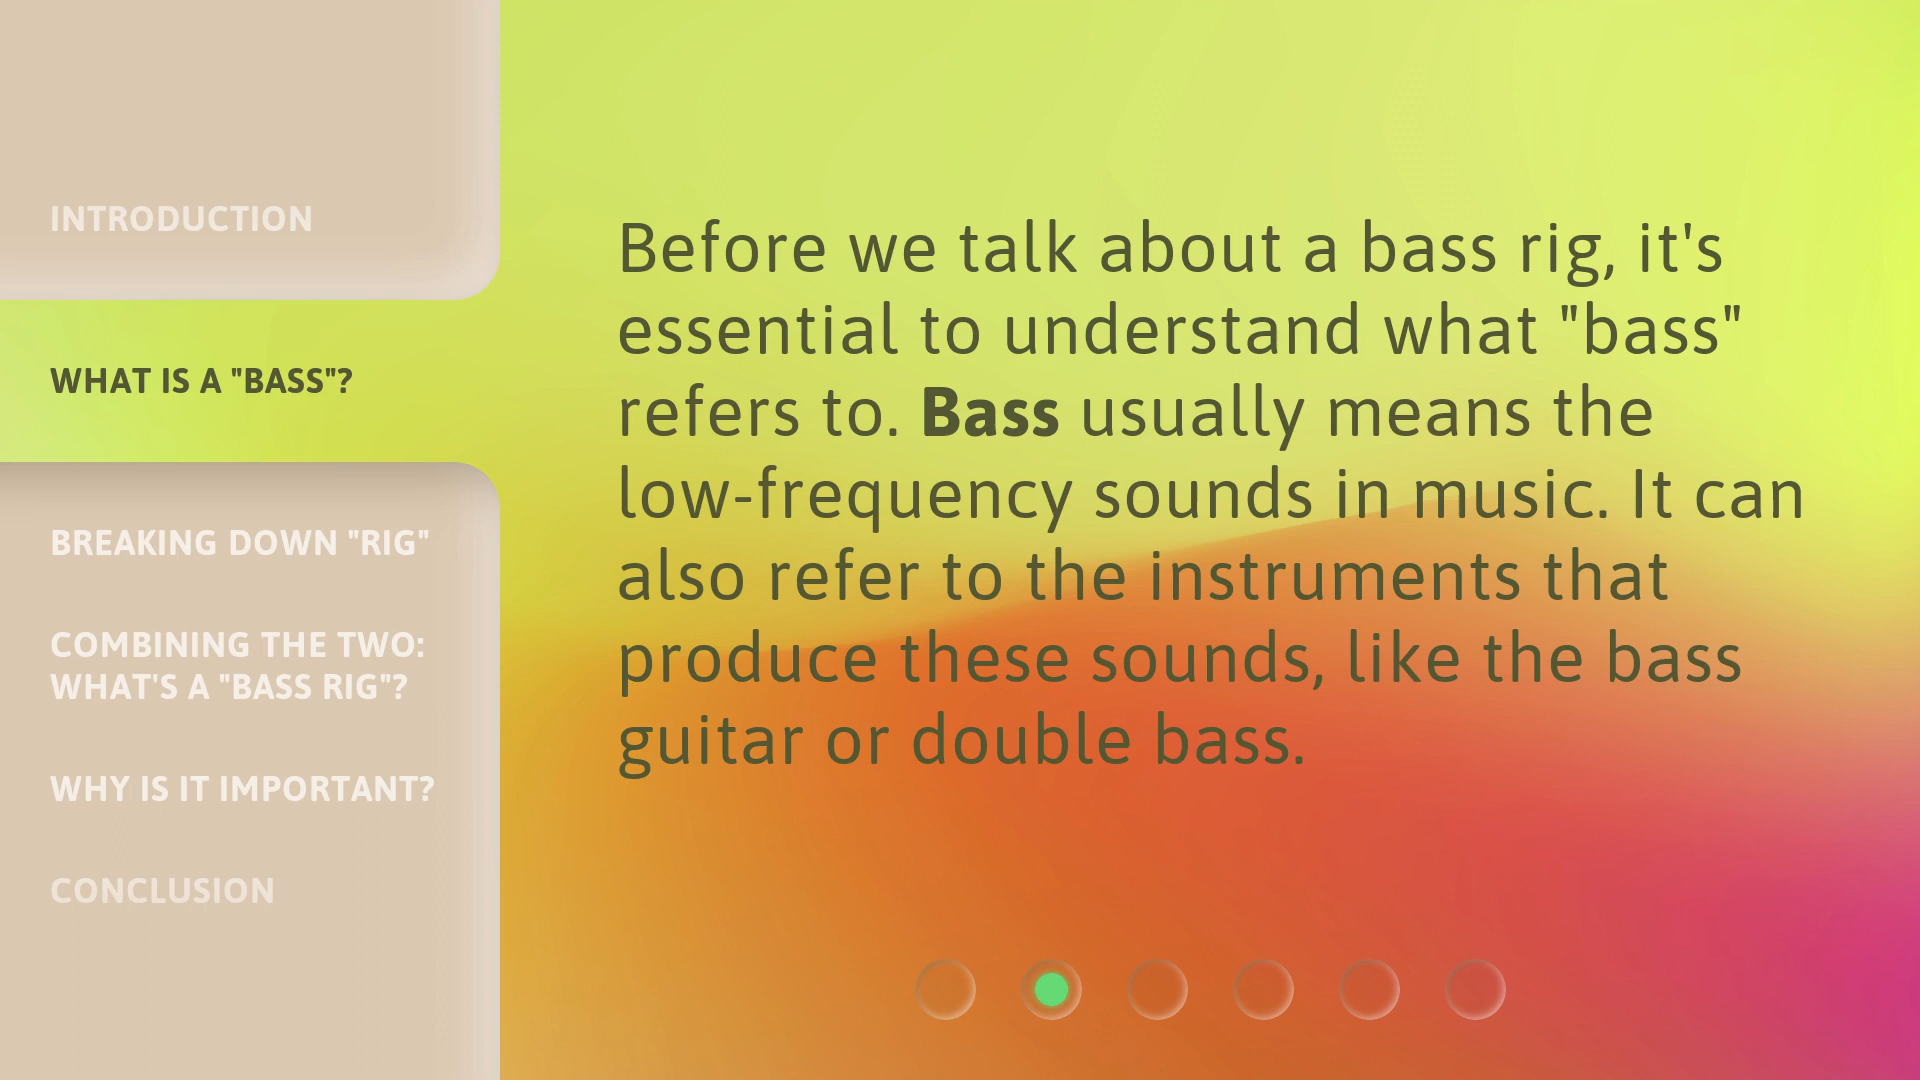 INTRODUCTION
WHAT IS A "BASS"?
BREAKING DOWN "RIG"
COMBINING THE TWO:
WHAT'S A "BASS RIG"?
WHY IS IT IMPORTANT?
CONCLUSION
Before we talk about a bass rig, it's
essential to understand what "bass"
refers to. Bass usually means the
low-frequency sounds in music. It can
also refer to the instruments that
produce these sounds, like the bass
guitar or double bass.